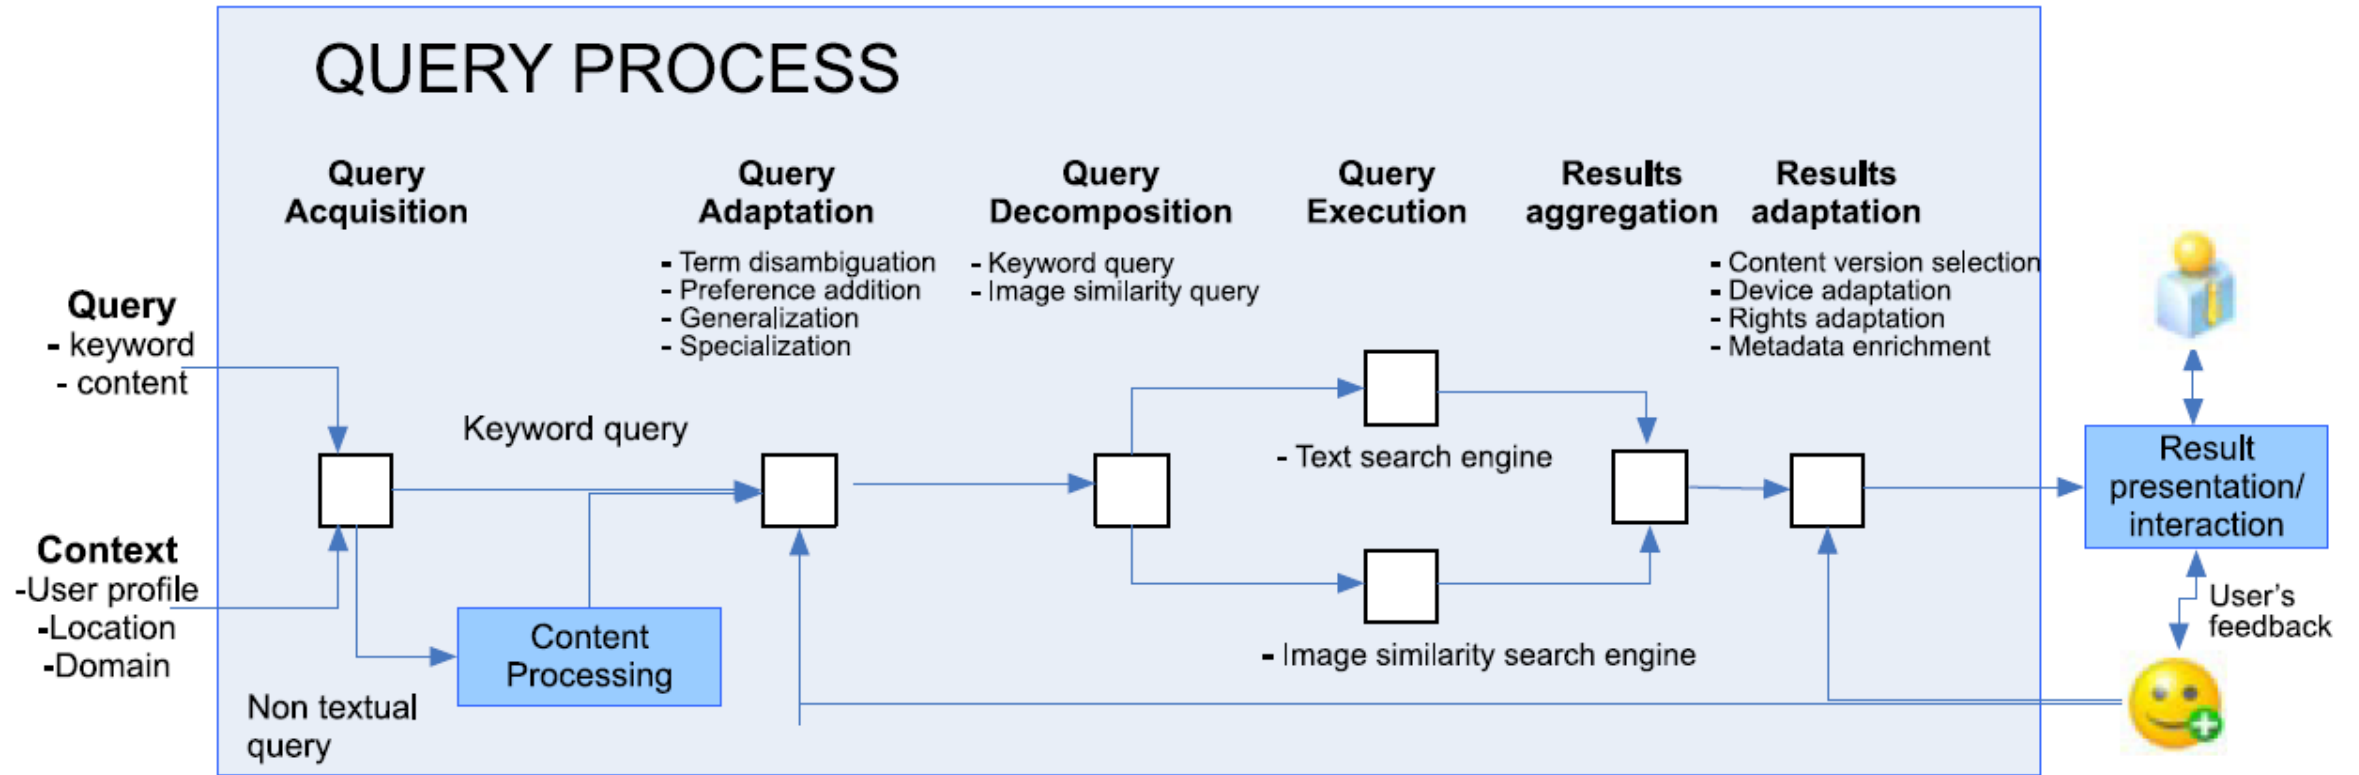 QUERY PROCESS
Query
Acquisition
Query
Adaptation
- Term disambiguation
- Preference addition
- Generalization
- Specialization
Query
Decomposition
- Keyword query
- Image similarity query
Query
Execution
Results
aggregation
Results
adaptation
- Content version selection
- Device adaptation
- Rights adaptation
- Metadata enrichment
Query
- keyword
- content
Context
-User profile
-Location
-Domain
Keyword query
Non textual
query
Content
Processing
- Text search engine
- Image similarity search engine
Result
presentation/
interaction
User's
feedback